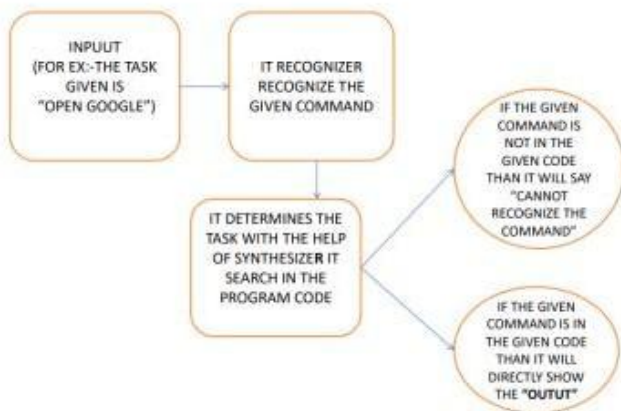 INPUUT
(FOR EX:-THE TASK
GIVEN IS
"OPEN GOOGLE")
IT RECOGNIZER
RECOGNIZE THE
GIVEN COMMAND
IT DETERMINES THE
TASK WITH THE HELP
OF SYNTHESIZER IT
SEARCH IN THE
PROGRAM CODE
IF THE GIVEN
COMMAND IS
NOT IN THE
GIVEN CODE
THAN IT WILL SAY
"CANNOT
RECOGNIZE THE
COMMAND"
IF THE GIVEN
COMMAND IS IN
THE GIVEN CODE
THAN IT WILL
DIRECTLY SHOW
THE "OUTUT"